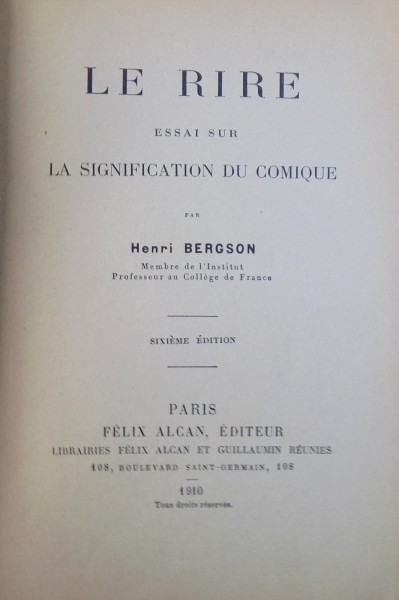 LE RIRE
ESSAI SUR
LA SIGNIFICATION DU COMIQUE
PAR
Henri BERGSON
Membre de l'Institut
Professeur au Collège de France
SIXIÈME ÉDITION
PARIS
FÉLIX ALCAN, ÉDITEUR
LIBRAIRIES FÉLIX ALCAN ET GUILLAUMIN RÉUNIES
108, BOULEVARD SAINT-GERMAIN, 108
1910
Tous droits réservés.